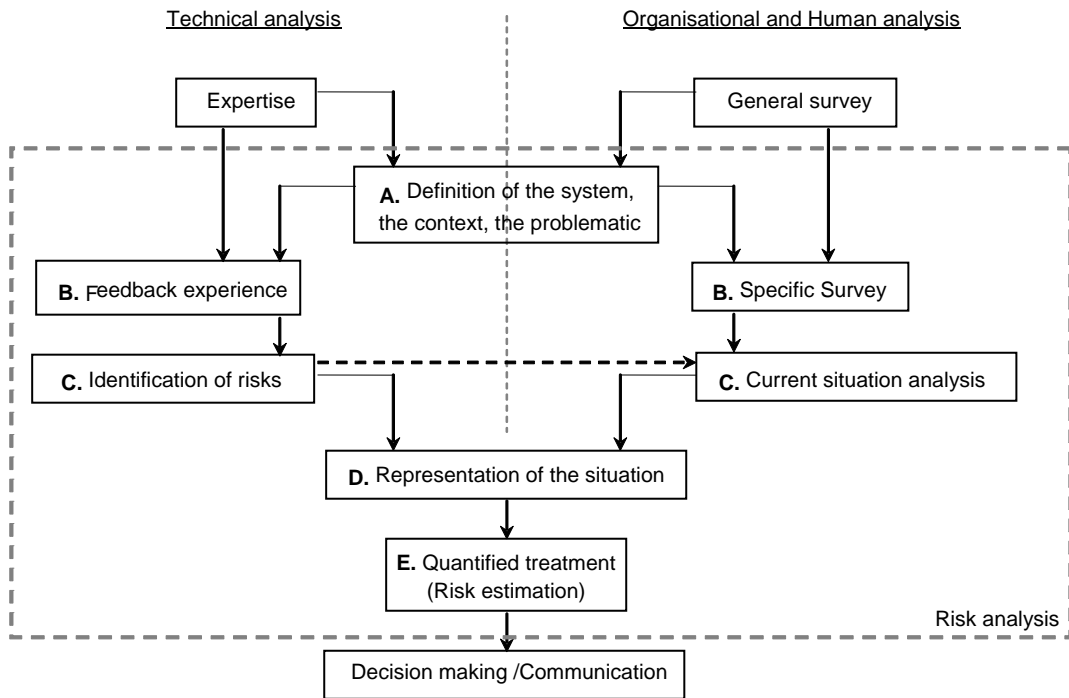 Technical analysis
Organisational and Human analysis
Expertise
General survey
A. Definition of the system,
the context, the problematic
B. Feedback experience
B. Specific Survey
C. Identification of risks
C. Current situation analysis
D. Representation of the situation
E. Quantified treatment
(Risk estimation)
Risk analysis
Decision making /Communication